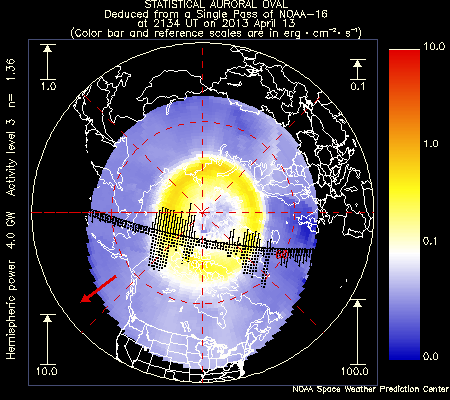 STATISTICAL AURORAL OVAL
Deduced from a Single Pass of NOAA-16
at 2134 UT on 2013 April 13
(Color bar and reference scales are in erg · cm⁻² · s⁻¹)
Hemispheric power 4.0 GW Activity level 3 n= 1.36
1.0
0.1
10.0
100.0
10.0
1.0
0.1
0.0
NOAA Space Weather Prediction Center